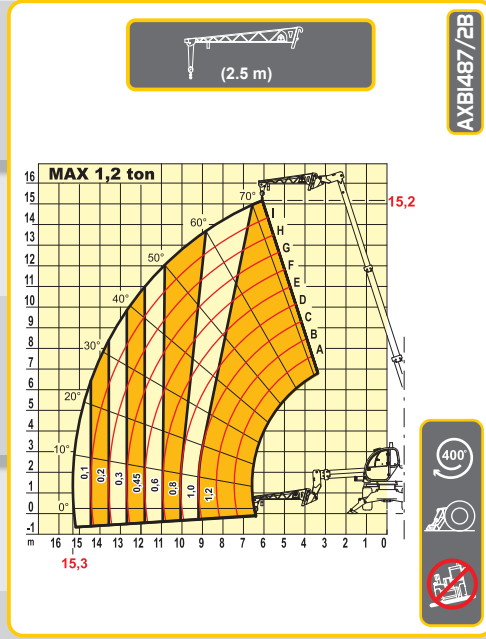 (2.5 m)
AXB1487/2B
MAX 1,2 ton
16
15
14
13
12
11
10
9
8
7
6
5
4
3
2
1
0
-1
m 16 15 14 13 12 11 10 9 8 7 6 5 4 3 2 1 0
15,3
15,2
70°
60°
50°
40°
30°
20°
10°
0°
I
H
G
F
E
D
C
B
A
0,1
0,2
0,3
0,45
0,6
0,8
1,0
1,2
400°